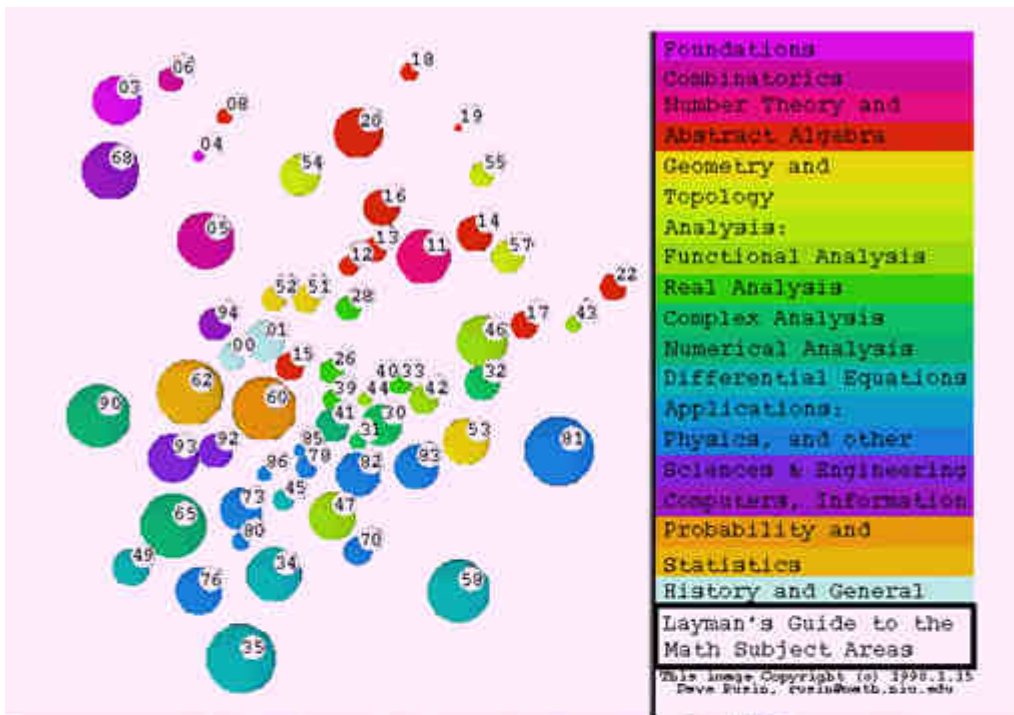 06
18
03
08
20
19
04
68
54
55
16
05
14
13
11
57
12
22
52
51
28
94
17
43
01
46
00
15
26
40
33
32
62
39
44
42
60
90
41
30
31
53
93
92
85
81
78
82
83
86
45
73
65
47
80
70
49
34
76
58
35
Foundations
Combinatorics
Number Theory and
Abstract Algebra
Geometry and
Topology
Analysis:
Functional Analysis
Real Analysis
Complex Analysis
Numerical Analysis
Differential Equations
Applications:
Physics, and other
Sciences & Engineering
Computers, Information
Probability and
Statistics
History and General
Layman's Guide to the
Math Subject Areas
This image Copyright (c) 1998.1.15
Dave Rusin, rusin@math.niu.edu